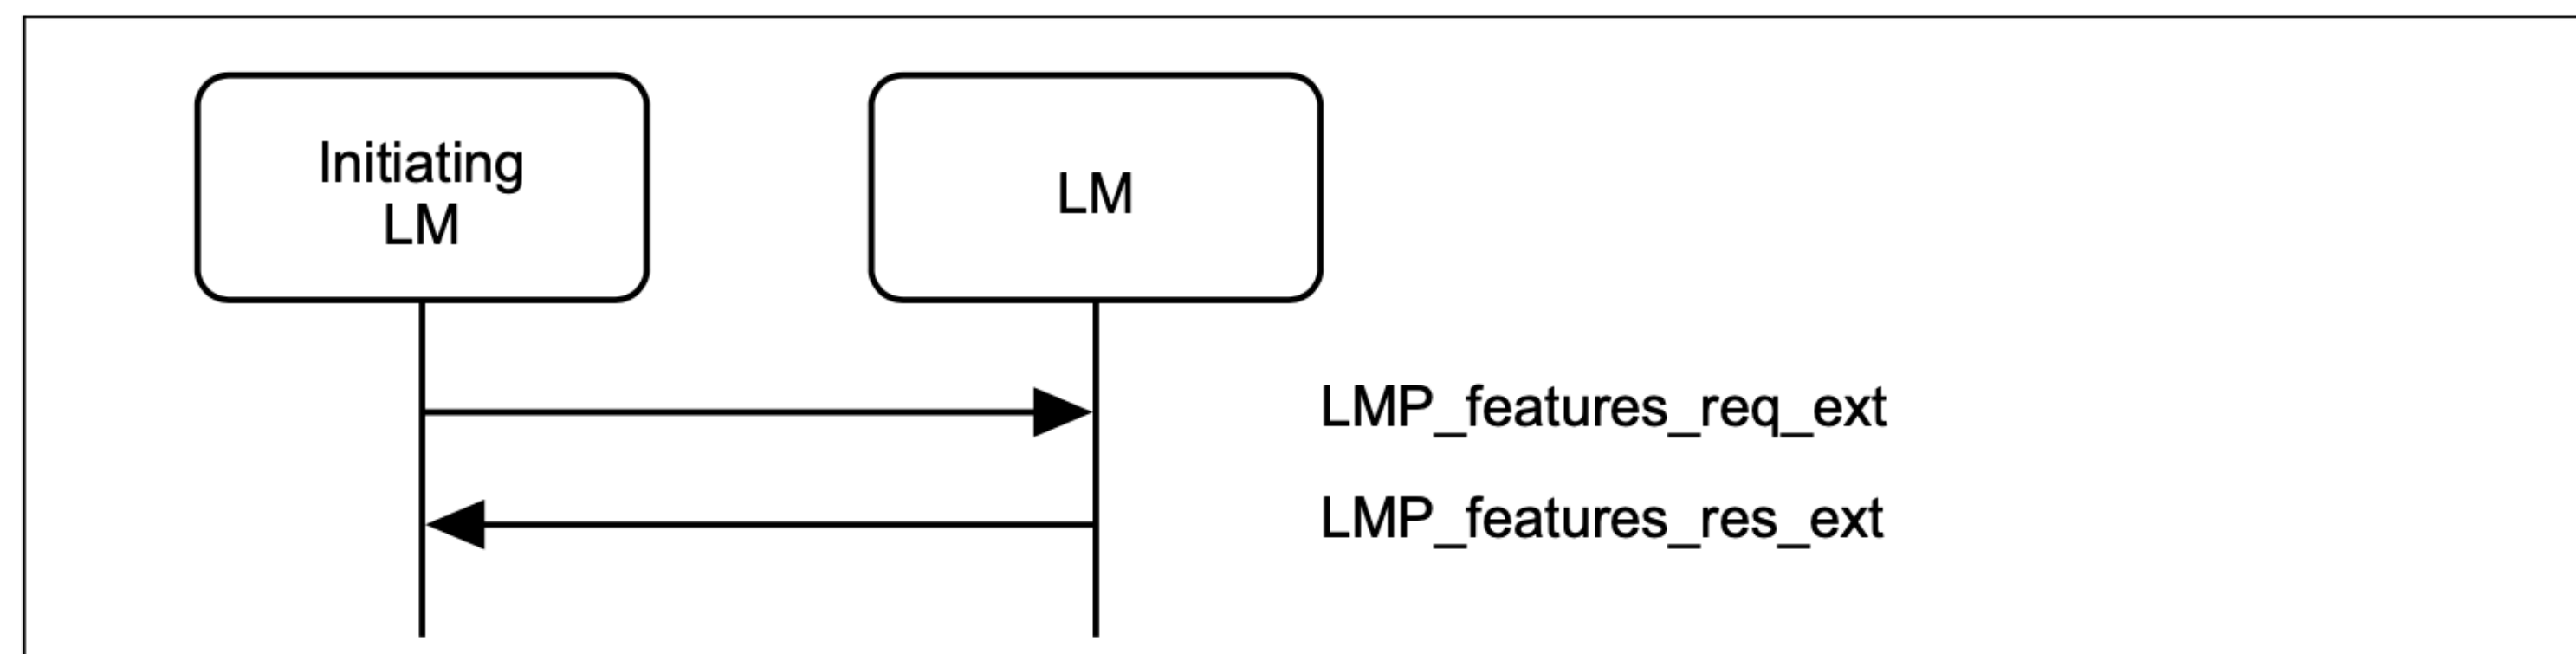 Initiating
LM
LM
LMP_features_req_ext
LMP_features_res_ext